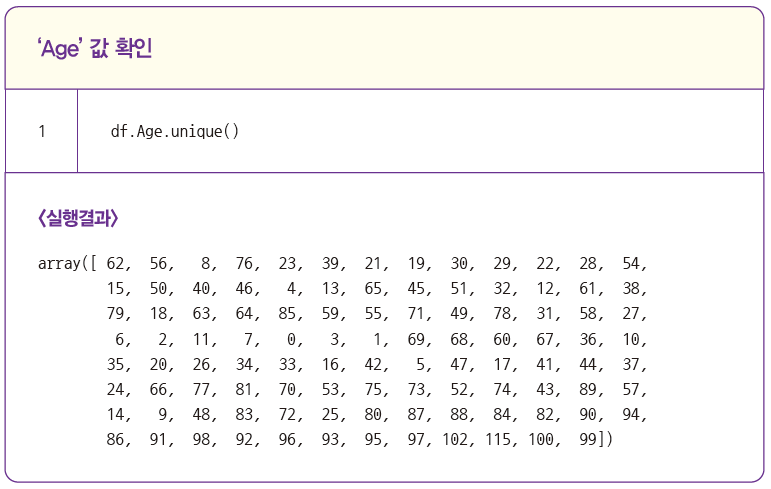 ‘Age’ 값 확인
1 df.Age.unique()
<실행결과>
array([ 62,  56,   8,  76,  23,  39,  21,  19,  30,  29,  22,  28,  54,
        15,  50,  40,  46,   4,  13,  65,  45,  51,  32,  12,  61,  38,
        79,  18,  63,  64,  85,  59,  55,  71,  49,  78,  31,  58,  27,
         6,   2,  11,   7,   0,   3,   1,  69,  68,  60,  67,  36,  10,
        35,  20,  26,  34,  33,  16,  42,   5,  47,  17,  41,  44,  37,
        24,  66,  77,  81,  70,  53,  75,  73,  52,  74,  43,  89,  57,
        14,   9,  48,  83,  72,  25,  80,  87,  88,  84,  82,  90,  94,
        86,  91,  98,  92,  96,  93,  95,  97, 102, 115, 100,  99])